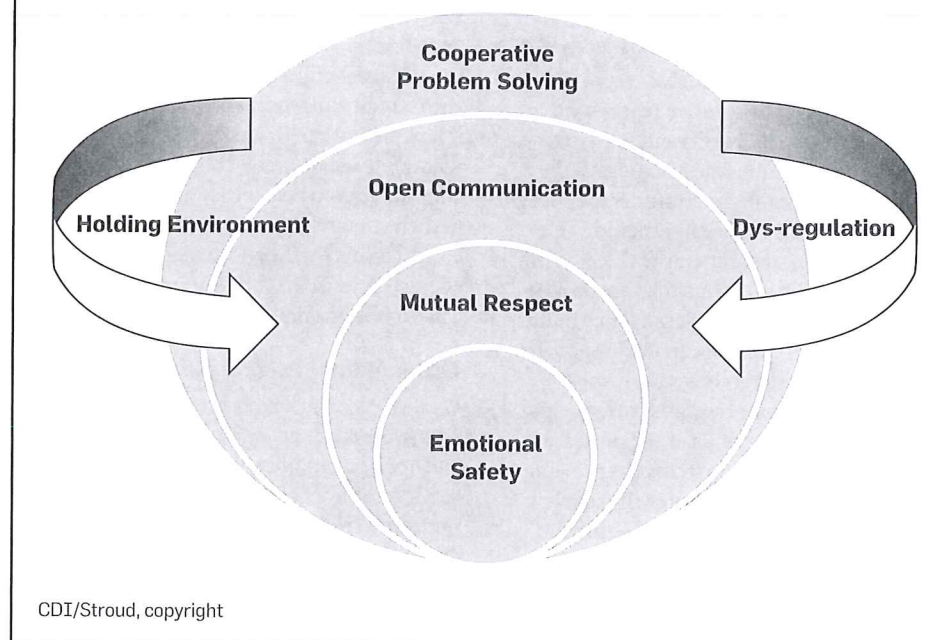 Cooperative
Problem Solving
Open Communication
Holding Environment
Dys-regulation
Mutual Respect
Emotional
Safety
CDI/Stroud, copyright